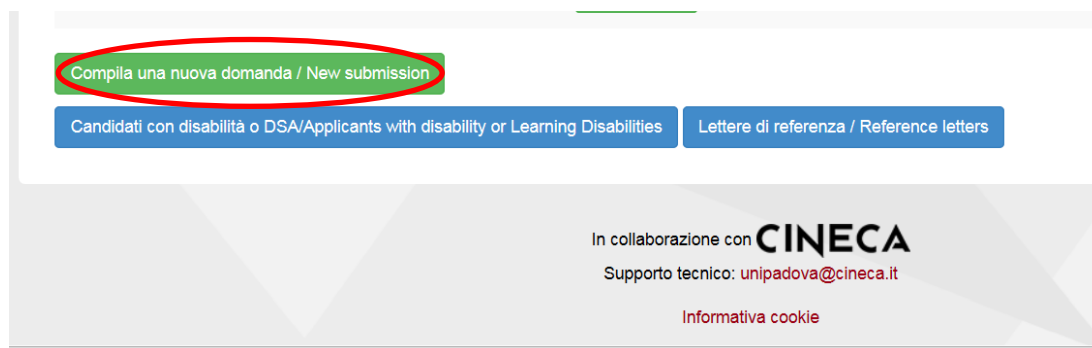 Compila una nuova domanda / New submission
Candidati con disabilità o DSA/Applicants with disability or Learning Disabilities
Lettere di referenza / Reference letters
In collaborazione con CINECA
Supporto tecnico: unipadova@cineca.it
Informativa cookie